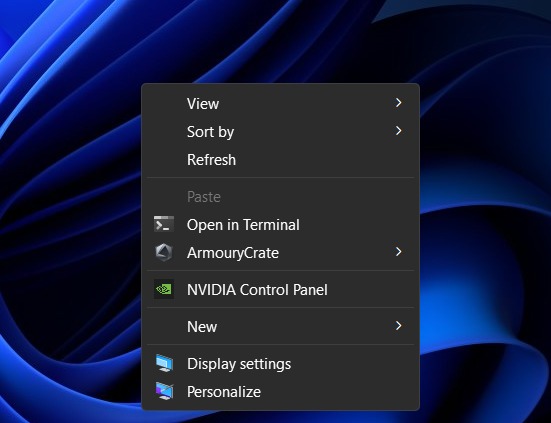 View
Sort by
Refresh
Paste
Open in Terminal
ArmouryCrate
NVIDIA Control Panel
New
Display settings
Personalize